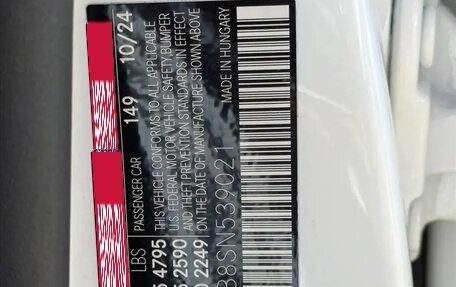 149 10/24
LBS PASSENGER CAR
4795 THIS VEHICLE CONFORMS TO ALL APPLICABLE
2590 U.S. FEDERAL MOTOR VEHICLE SAFETY, BUMPER
2249 AND THEFT PREVENTION STANDARDS IN EFFECT
ON THE DATE OF MANUFACTURE SHOWN ABOVE
MADE IN HUNGARY
B8SN539021